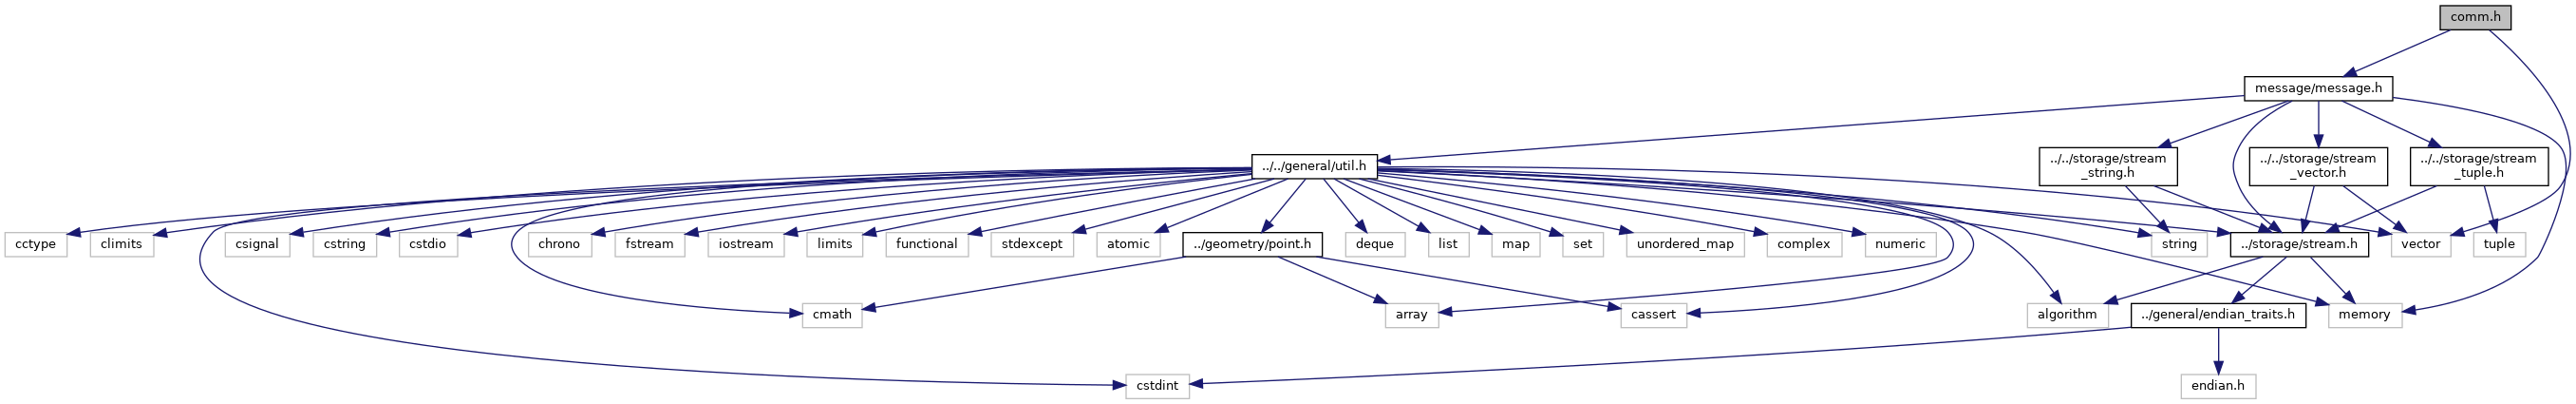 comm.h
message/message.h
../../general/util.h
../../storage/stream
_string.h
../../storage/stream
_vector.h
../../storage/stream
_tuple.h
cctype
climits
csignal
cstring
cstdio
chrono
fstream
iostream
limits
functional
stdexcept
atomic
../geometry/point.h
deque
list
map
set
unordered_map
complex
numeric
string
../storage/stream.h
vector
tuple
cmath
array
cassert
algorithm
../general/endian_traits.h
memory
cstdint
endian.h